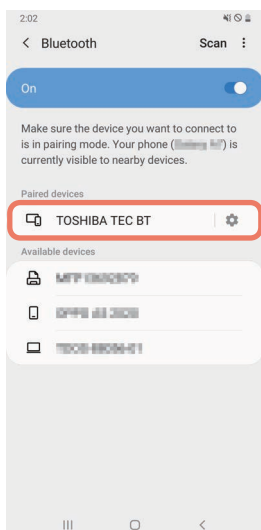 2:02
Bluetooth
Scan
On
Make sure the device you want to connect to
is in pairing mode. Your phone ( ) is
currently visible to nearby devices.
Paired devices
TOSHIBA TEC BT
Available devices